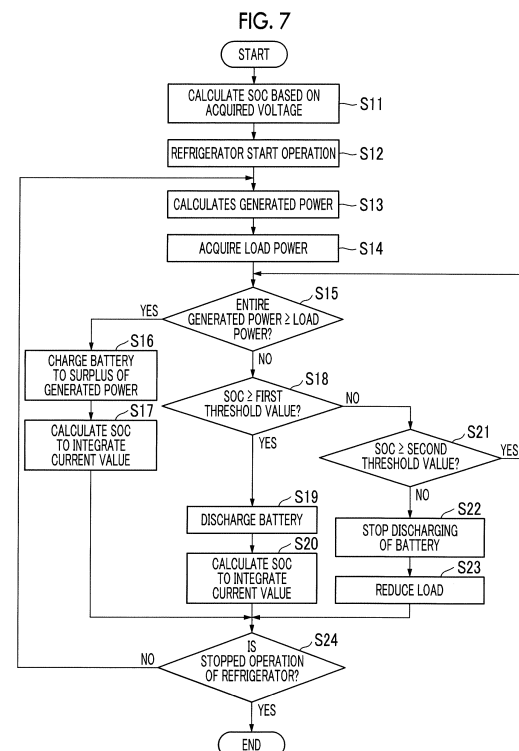 FIG. 7
START
CALCULATE SOC BASED ON
ACQUIRED VOLTAGE
S11
REFRIGERATOR START OPERATION
S12
CALCULATES GENERATED POWER
S13
ACQUIRE LOAD POWER
S14
S15
ENTIRE
GENERATED POWER ≥ LOAD
POWER?
YES
NO
S16
CHARGE BATTERY
TO SURPLUS OF
GENERATED POWER
S17
CALCULATE SOC
TO INTEGRATE
CURRENT VALUE
S18
SOC ≥ FIRST
THRESHOLD VALUE?
NO
YES
S21
SOC ≥ SECOND
THRESHOLD VALUE?
YES
NO
S19
DISCHARGE BATTERY
S20
CALCULATE SOC
TO INTEGRATE
CURRENT VALUE
S22
STOP DISCHARGING
OF BATTERY
S23
REDUCE LOAD
S24
IS
STOPPED OPERATION
OF REFRIGERATOR?
NO
YES
END